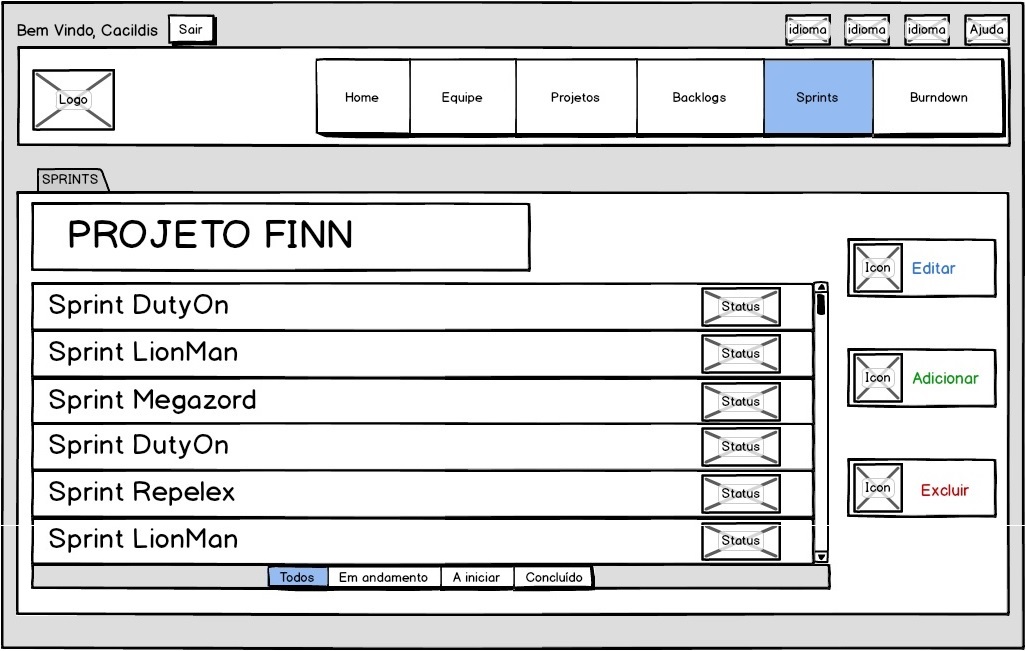 Bem Vindo, Cacildis Sair idioma idioma idioma Ajuda
Logo Home Equipe Projetos Backlogs Sprints Burndown
SPRINTS
PROJETO FINN
Icon Editar
Sprint DutyOn Status
Sprint LionMan Status
Icon Adicionar
Sprint Megazord Status
Sprint DutyOn Status
Sprint Repelex Status
Icon Excluir
Sprint LionMan Status
Todos Em andamento A iniciar Concluído